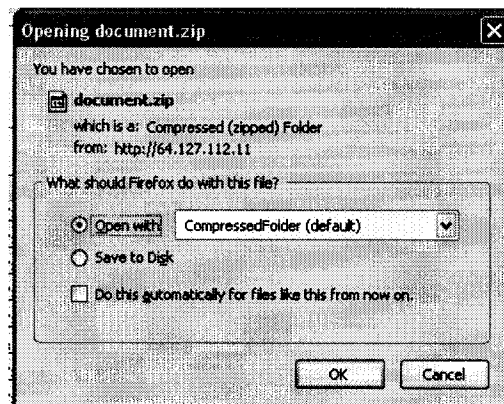 Opening document.zip
You have chosen to open
document.zip
which is a: Compressed (zipped) Folder
from: http://64.127.112.11
What should Firefox do with this file?
Open with CompressedFolder (default)
Save to Disk
Do this automatically for files like this from now on.
OK Cancel